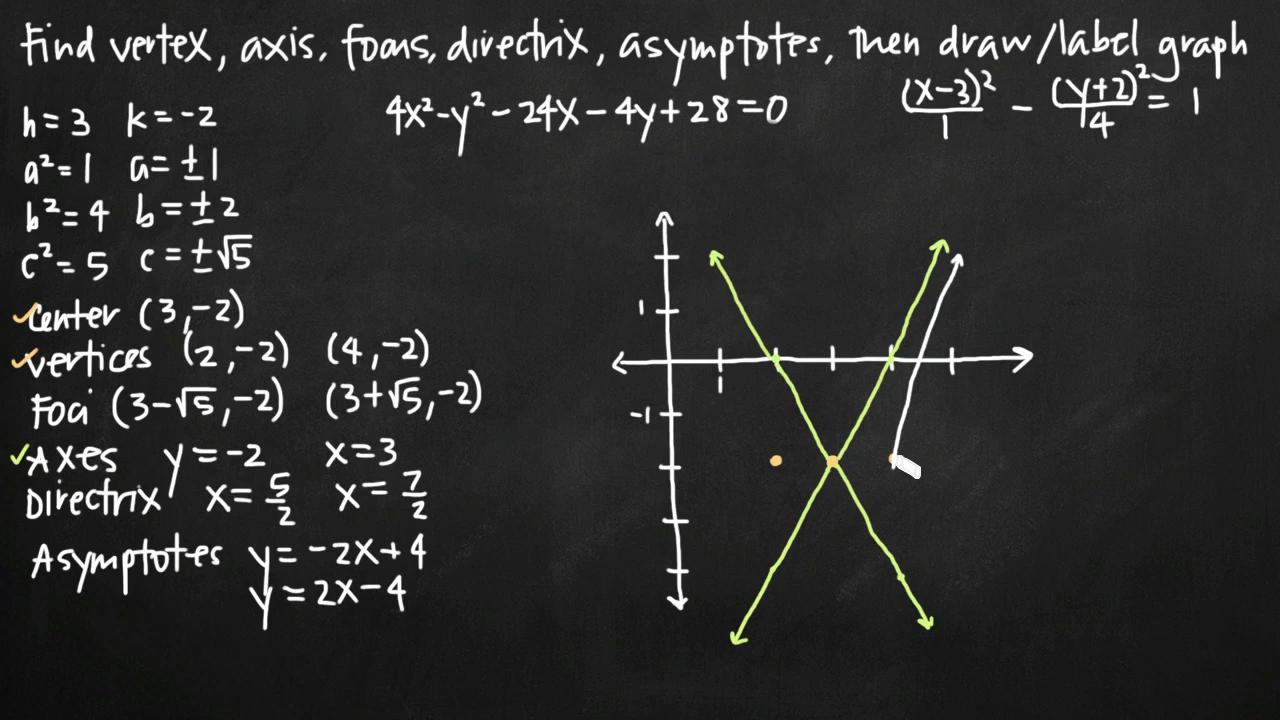 Find vertex, axis, focus, directrix, asymptotes, then draw/label graph
4x²-y²-24x-4y+28=0
(x-3)²/1 - (y+2)²/4 = 1
h=3 k=-2
a²=1 a=±1
b²=4 b=±2
c²=5 c=±√5
Center (3,-2)
Vertices (2,-2) (4,-2)
Foci (3-√5,-2) (3+√5,-2)
Axes y=-2 x=3
Directrix x=5/2 x=7/2
Asymptotes y=-2x+4
y=2x-4
1
1
-1